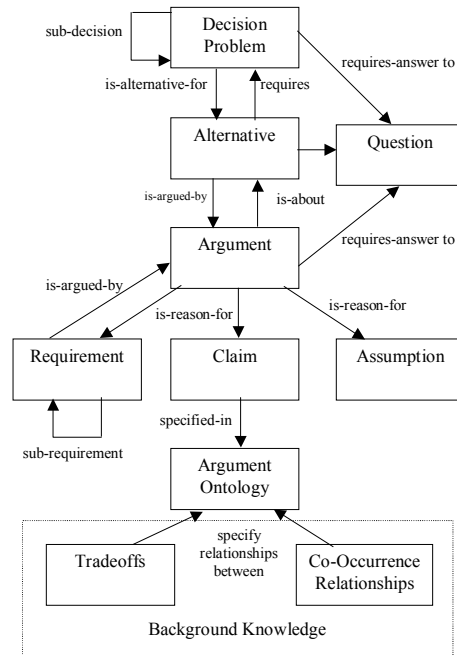 Decision
Problem
sub-decision
requires-answer to
is-alternative-for
requires
Alternative
Question
is-argued-by
is-about
Argument
requires-answer to
is-argued-by
is-reason-for
is-reason-for
Requirement
Claim
Assumption
specified-in
sub-requirement
Argument
Ontology
specify
relationships
between
Tradeoffs
Co-Occurrence
Relationships
Background Knowledge